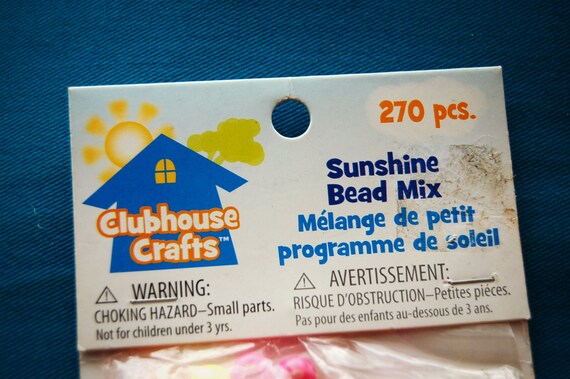 270 pcs.
Sunshine
Bead Mix
Mélange de petit
programme de soleil
Clubhouse
Crafts™
⚠ WARNING:
CHOKING HAZARD—Small parts.
Not for children under 3 yrs.
⚠ AVERTISSEMENT:
RISQUE D'OBSTRUCTION—Petites pièces.
Pas pour des enfants au-dessous de 3 ans.